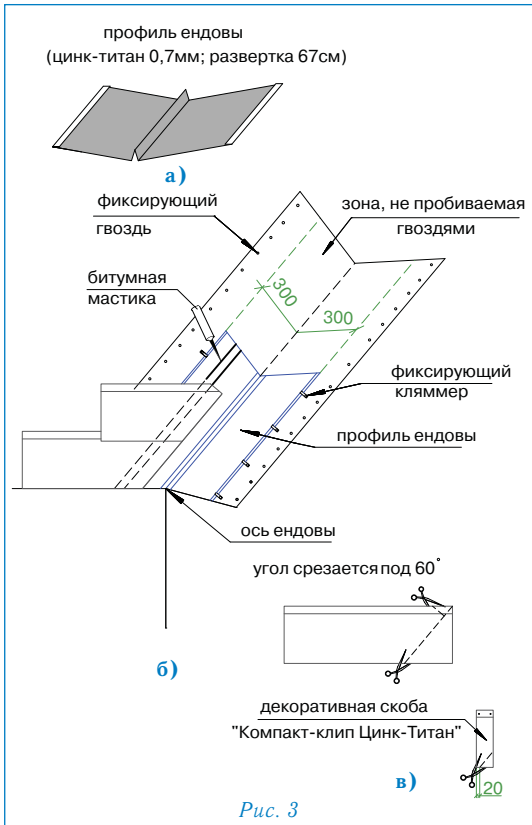 профиль ендовы
(цинк-титан 0,7мм; развертка 67см)
а)
фиксирующий
гвоздь
зона, не пробиваемая
гвоздями
битумная
мастика
300
300
фиксирующий
кляммер
профиль ендовы
ось ендовы
угол срезается под 60°
б)
декоративная скоба
"Компакт-клип Цинк-Титан"
в)
20
Рис. 3